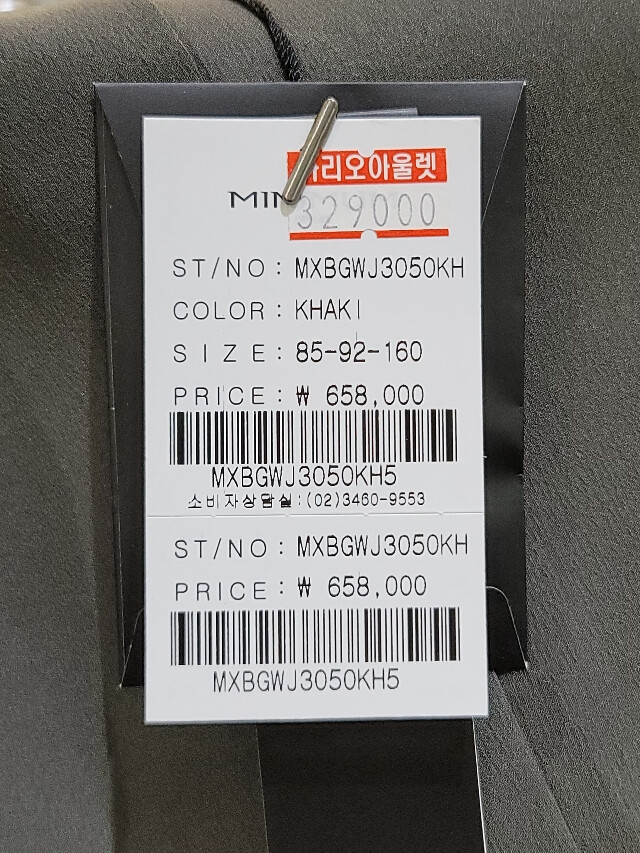 리오아울렛
MIN
329000
ST/NO: MXBGWJ3050KH
COLOR: KHAKI
SIZE: 85-92-160
PRICE: ₩ 658,000
MXBGWJ3050KH5
소비자상담실:(02)3460-9553
ST/NO: MXBGWJ3050KH
PRICE: ₩ 658,000
MXBGWJ3050KH5